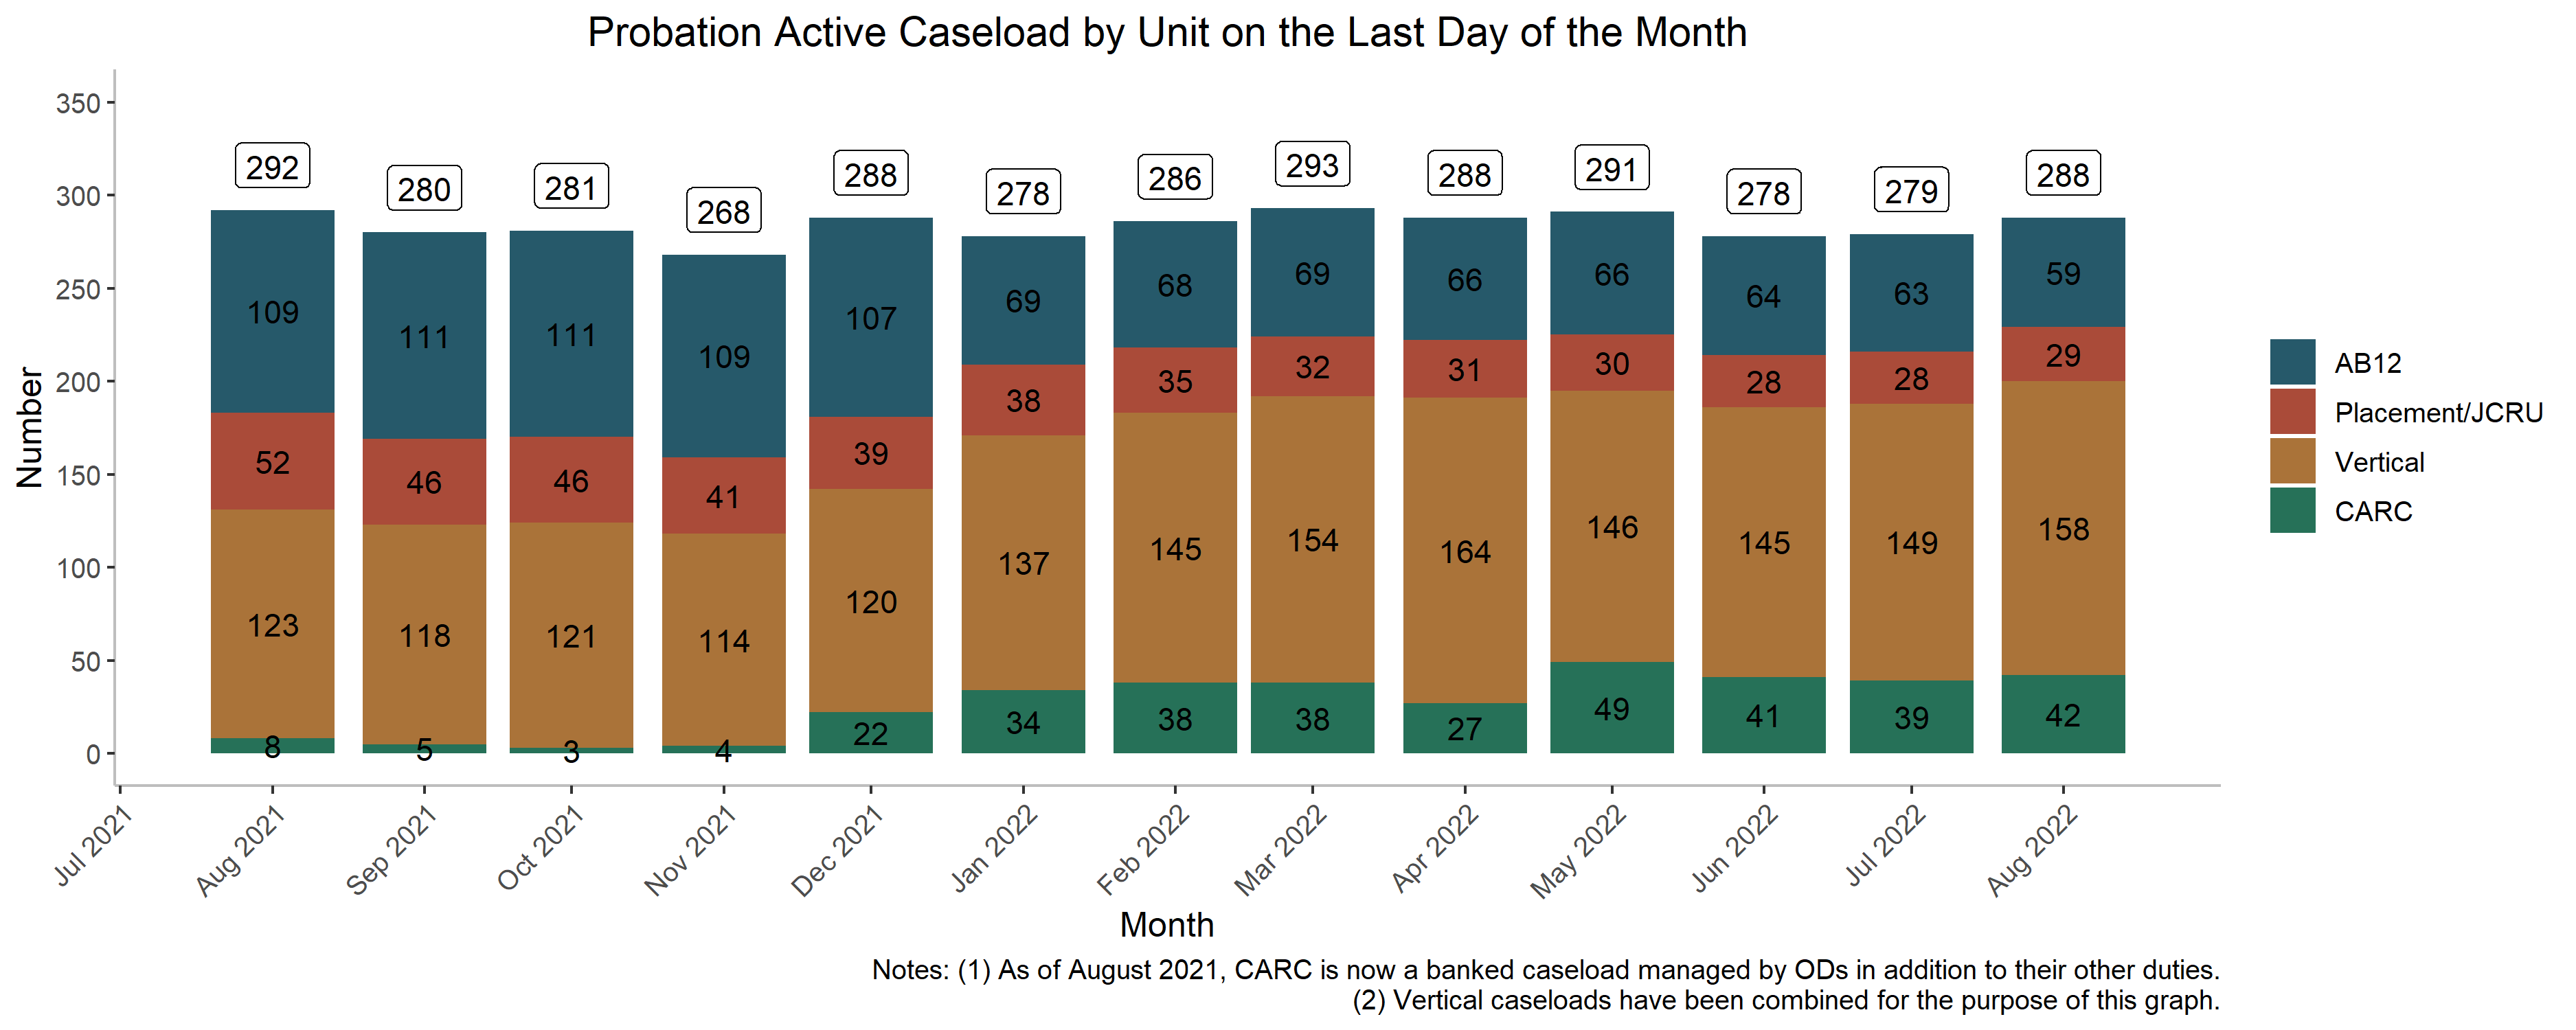 Probation Active Caseload by Unit on the Last Day of the Month
350
300
250
200
150
100
50
0
Number
292 280 281 268 288 278 286 293 288 291 278 279 288
109 111 111 109 107 69 68 69 66 66 64 63 59
52 46 46 41 39 38 35 32 31 30 28 28 29
123 118 121 114 120 137 145 154 164 146 145 149 158
8 5 3 4 22 34 38 38 27 49 41 39 42
Jul 2021 Aug 2021 Sep 2021 Oct 2021 Nov 2021 Dec 2021 Jan 2022 Feb 2022 Mar 2022 Apr 2022 May 2022 Jun 2022 Jul 2022 Aug 2022
Month
AB12
Placement/JCRU
Vertical
CARC
Notes: (1) As of August 2021, CARC is now a banked caseload managed by ODs in addition to their other duties.
(2) Vertical caseloads have been combined for the purpose of this graph.